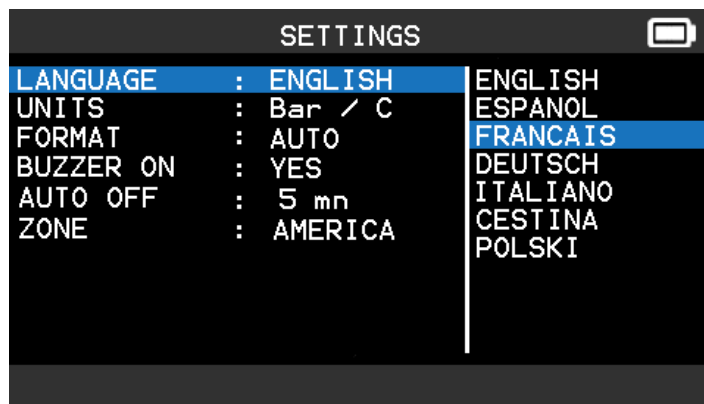 SETTINGS
LANGUAGE : ENGLISH
UNITS : Bar / C
FORMAT : AUTO
BUZZER ON : YES
AUTO OFF : 5 mn
ZONE : AMERICA
ENGLISH
ESPANOL
FRANCAIS
DEUTSCH
ITALIANO
CESTINA
POLSKI